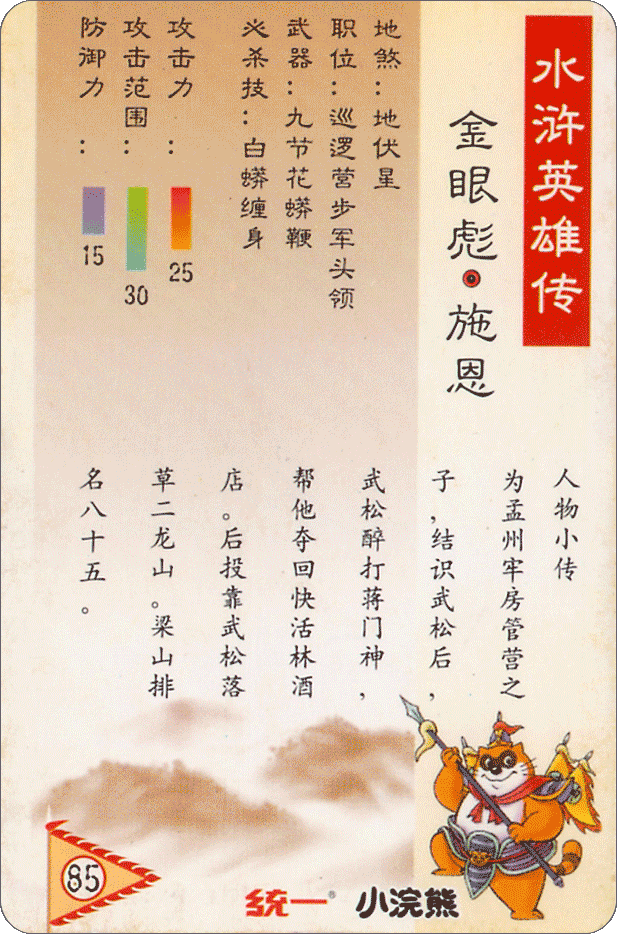 水浒英雄传
金眼彪·施恩
地煞：地伏星
职位：巡逻营步军头领
武器：九节花蟒鞭
必杀技：白蟒缠身
攻击力：25
攻击范围：30
防御力：15
人物小传
为孟州牢房管营之
子，结识武松后，
武松醉打蒋门神，
帮他夺回快活林酒
店。后投靠武松落
草二龙山。梁山排
名八十五。
85
统一® 小浣熊